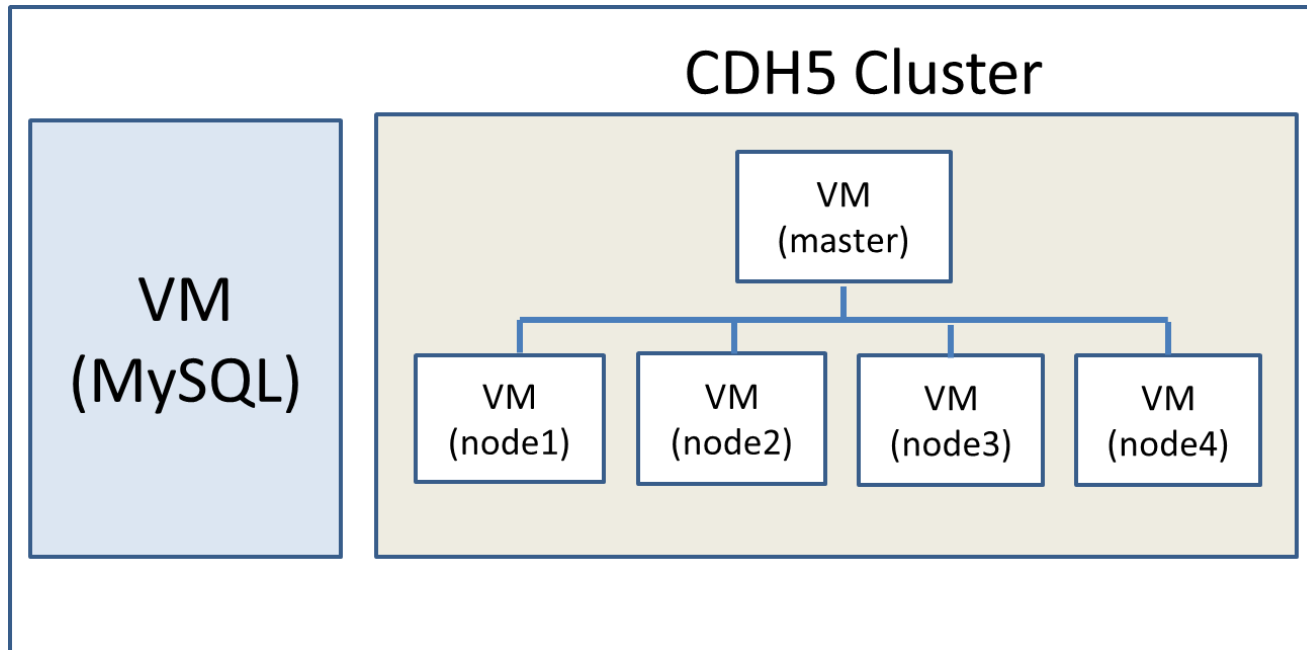 CDH5 Cluster
VM
(MySQL)
VM
(master)
VM
(node1)
VM
(node2)
VM
(node3)
VM
(node4)